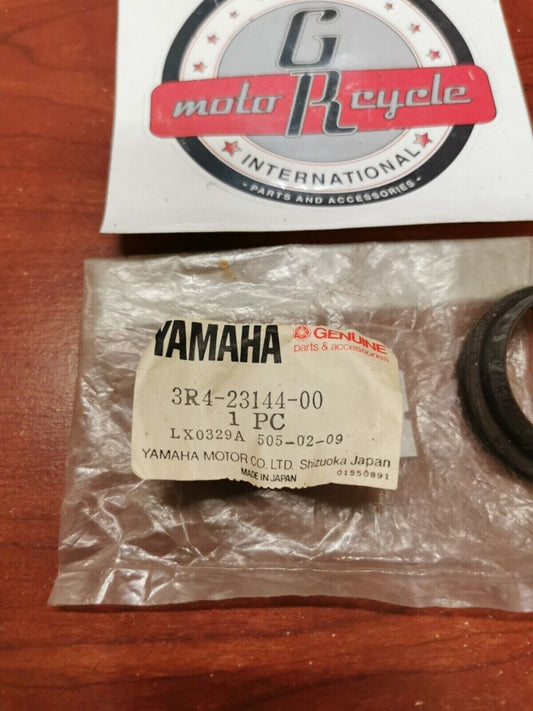 G
moto R cycle
INTERNATIONAL
- PARTS AND ACCESSORIES -
YAMAHA
GENUINE
parts & accessories
3R4-23144-00
1 PC
LX0329A 505-02-09
YAMAHA MOTOR CO. LTD. Shizuoka Japan
MADE IN JAPAN
01550891